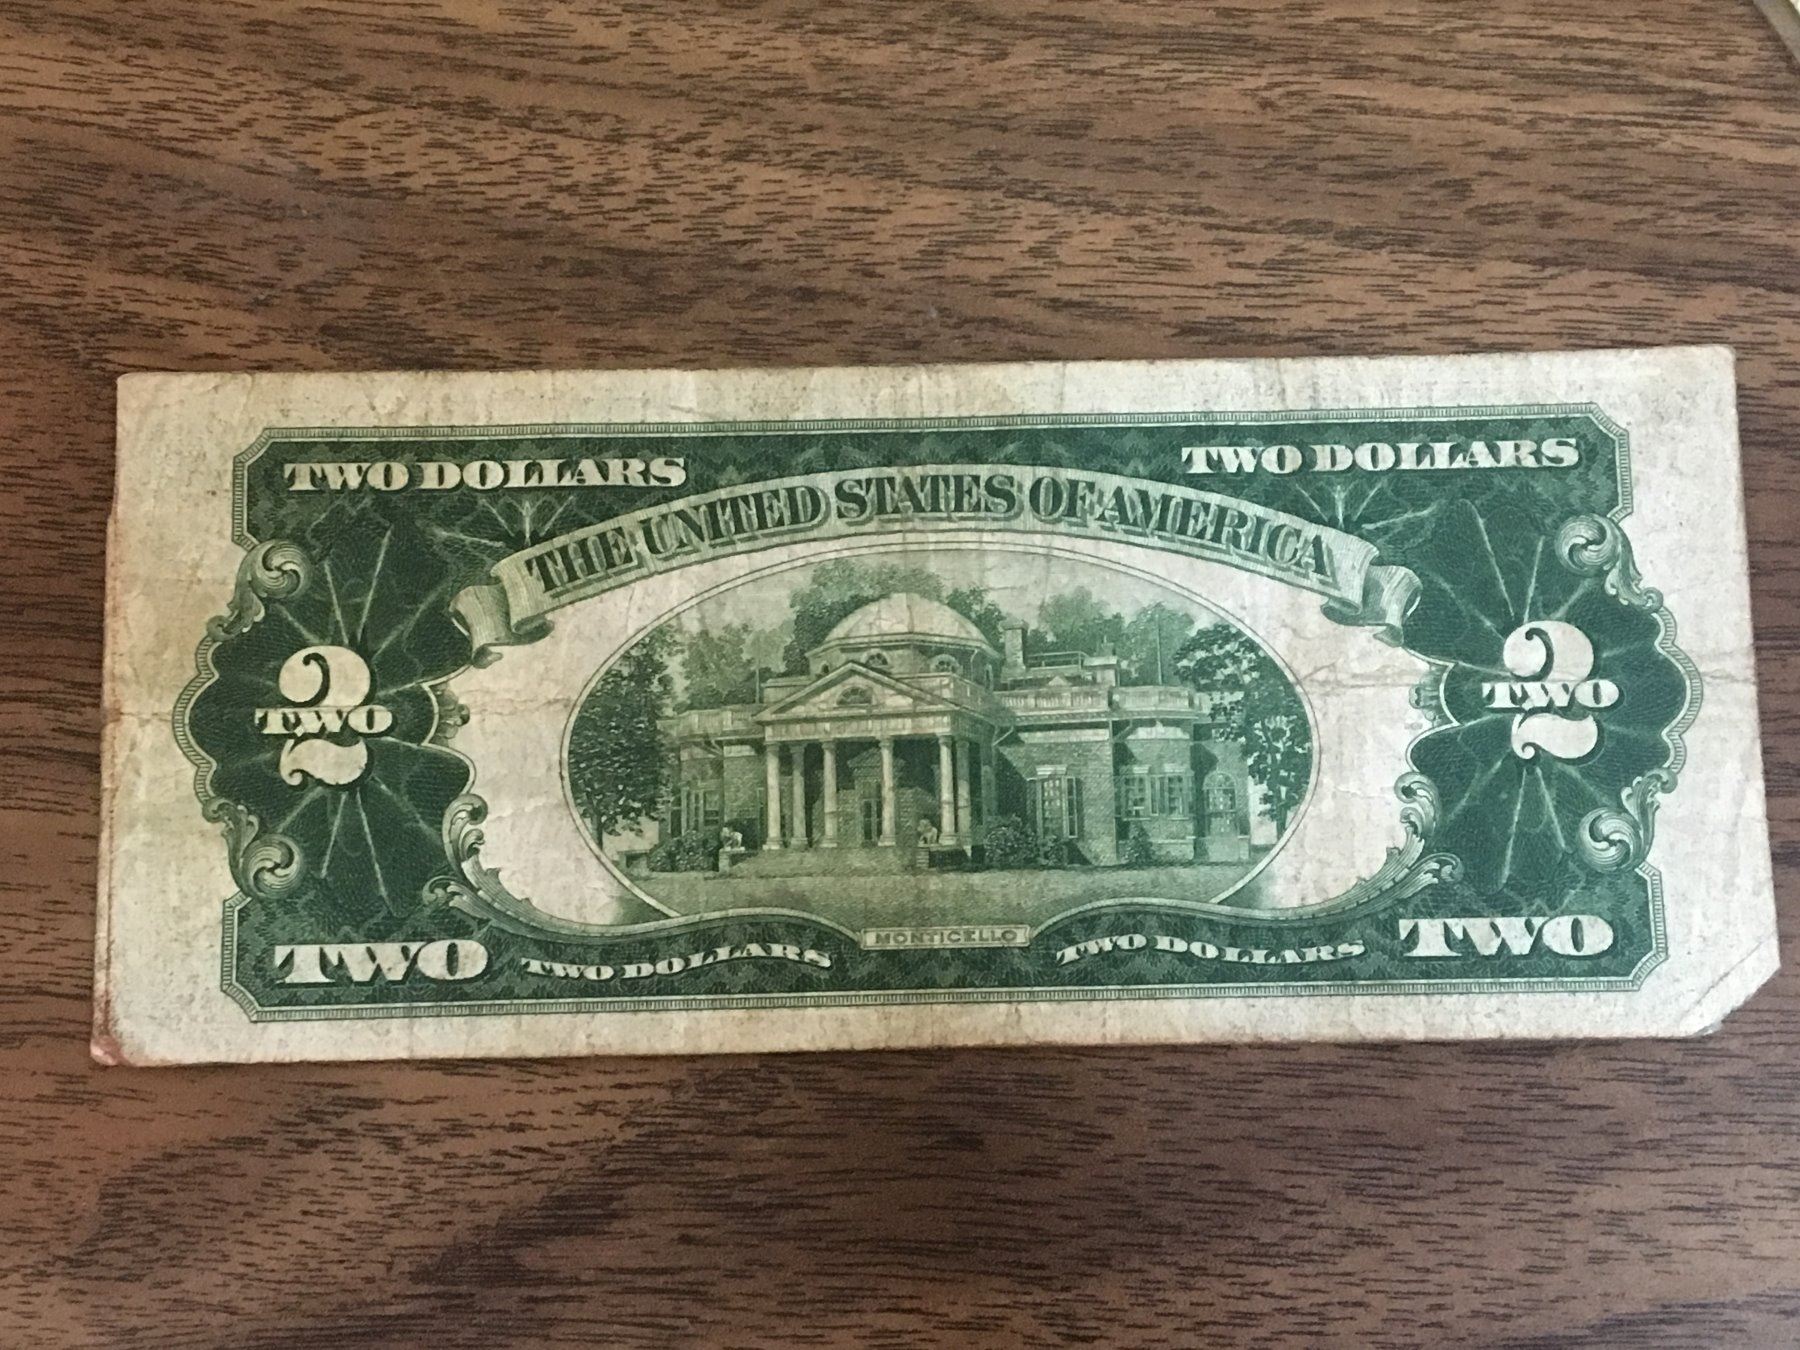 TWO DOLLARS
TWO DOLLARS
THE UNITED STATES OF AMERICA
2
TWO
2
TWO
TWO
TWO DOLLARS
MONTICELLO
TWO DOLLARS
TWO